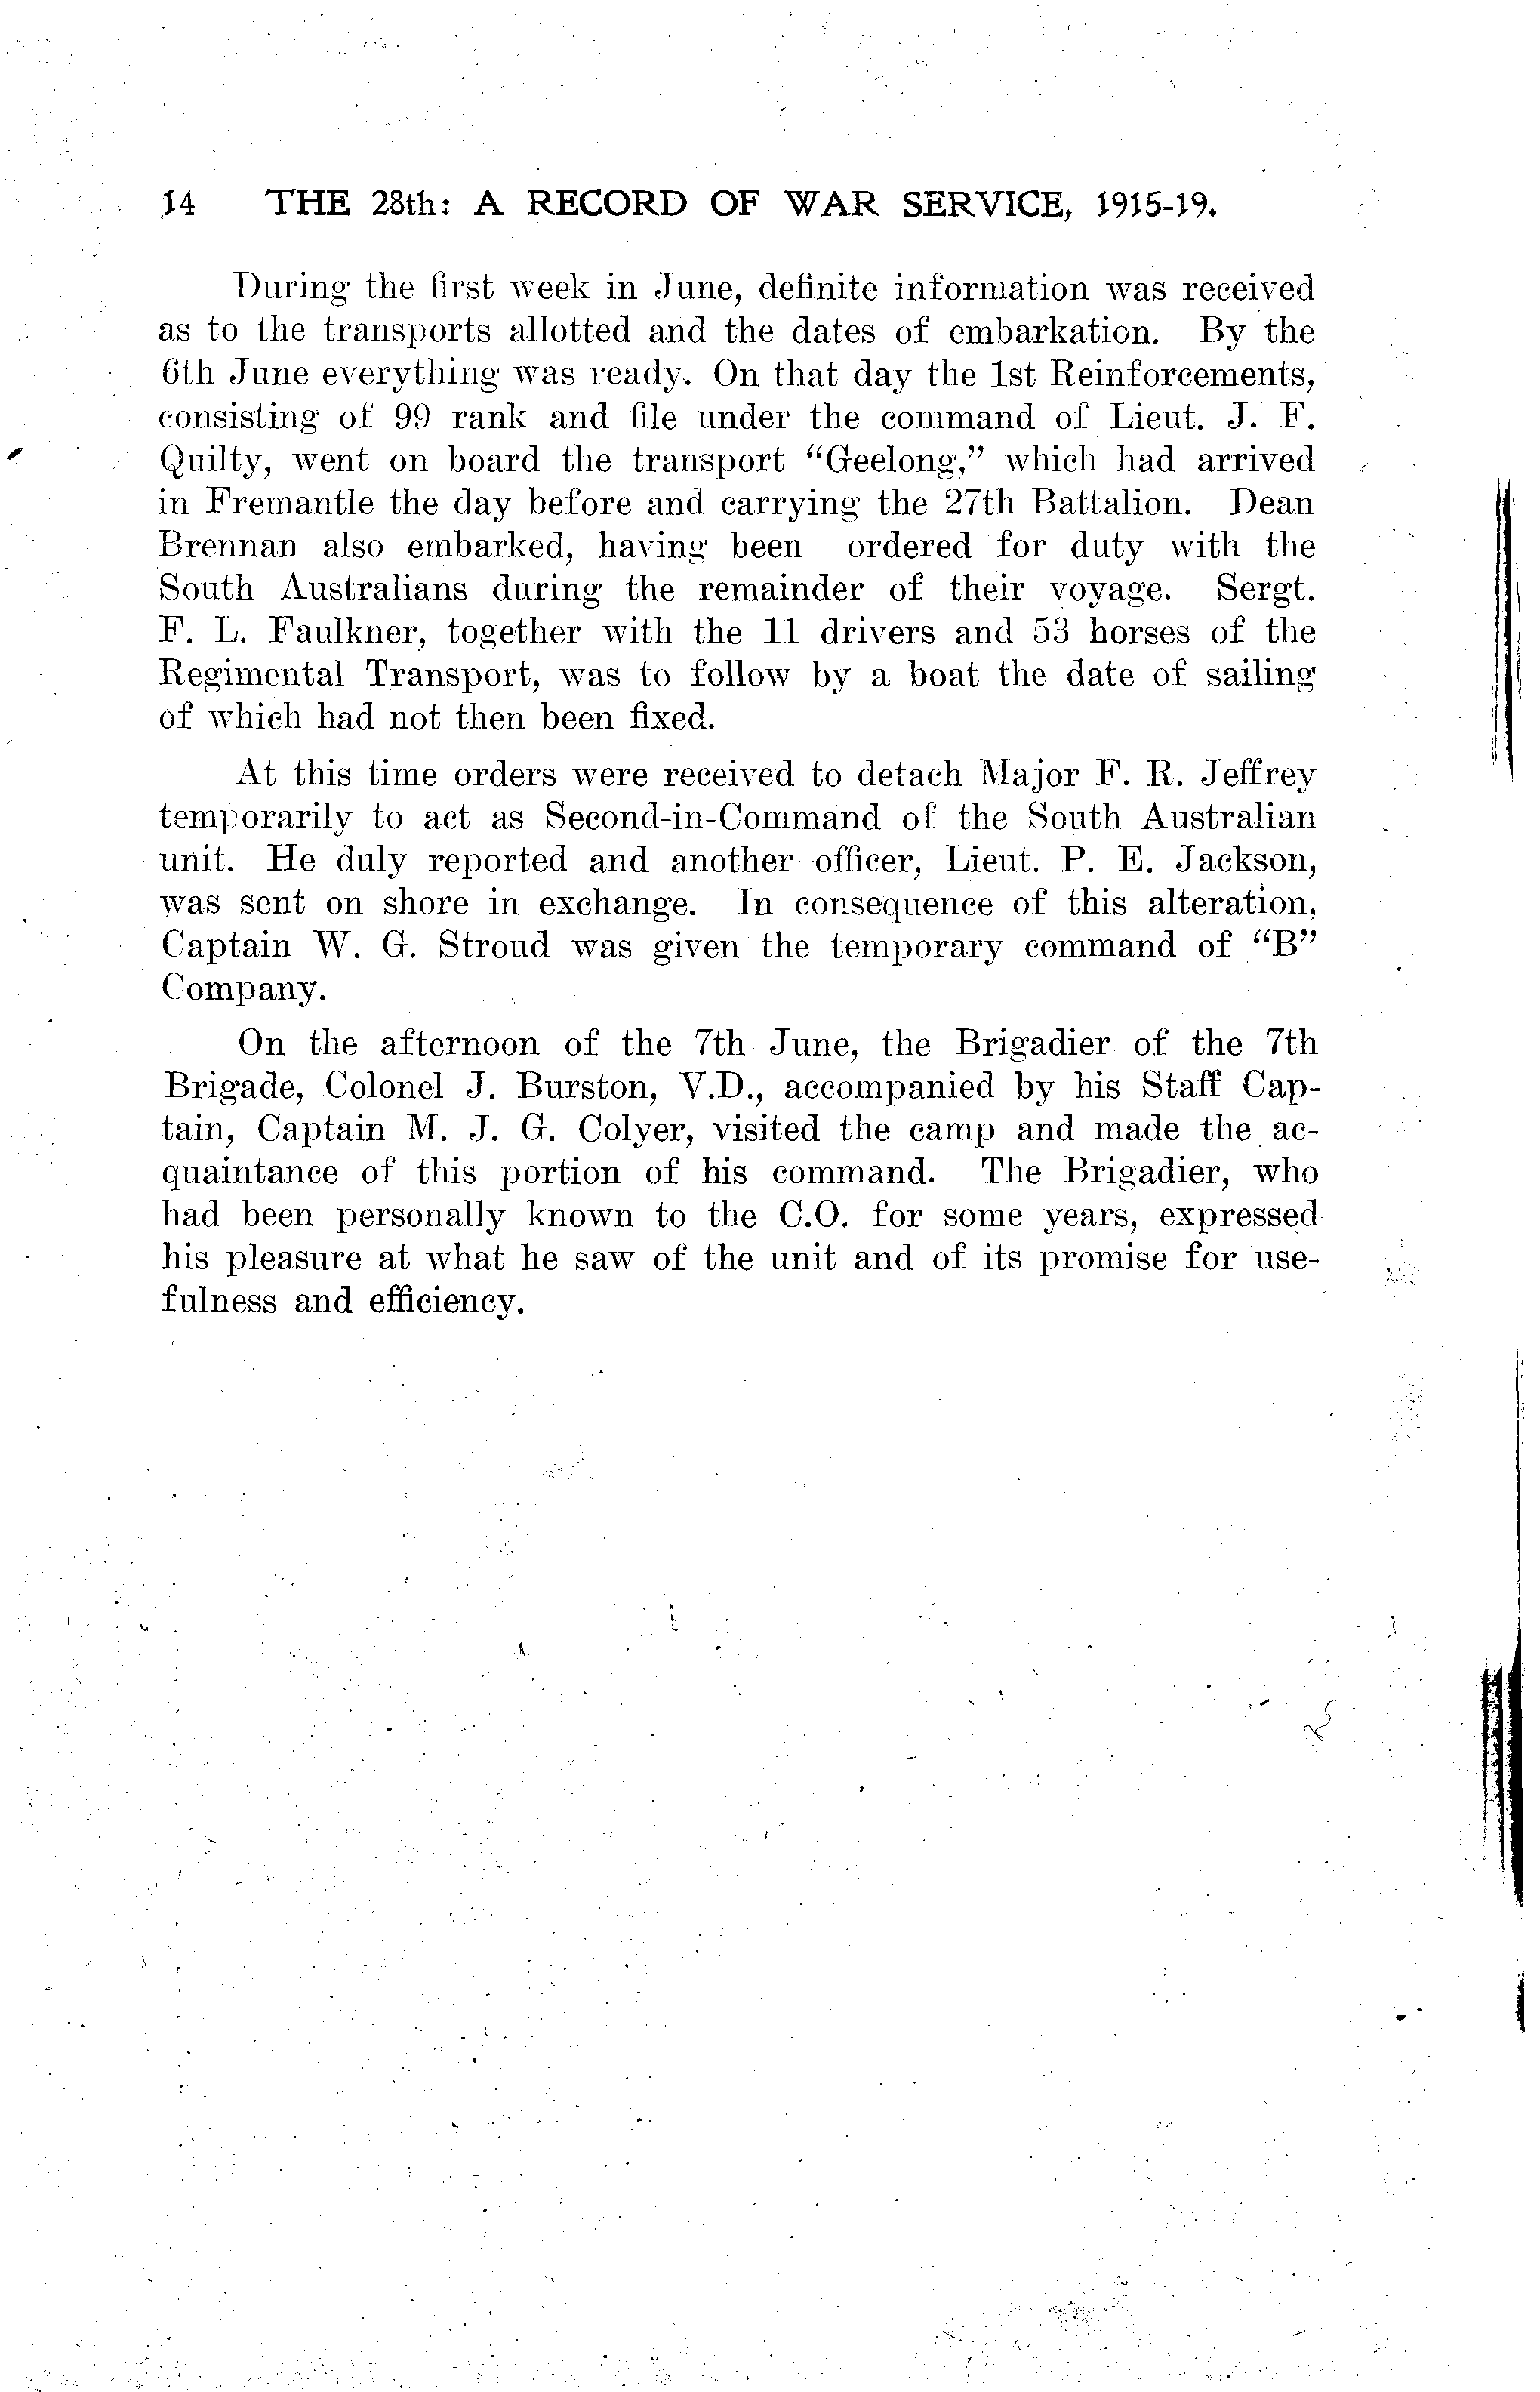 14 THE 28th: A RECORD OF WAR SERVICE, 1915-19.
During the first week in June, definite information was received
as to the transports allotted and the dates of embarkation. By the
6th June everything was ready. On that day the 1st Reinforcements,
consisting of 99 rank and file under the command of Lieut. J. F.
Quilty, went on board the transport “Geelong,” which had arrived
in Fremantle the day before and carrying the 27th Battalion. Dean
Brennan also embarked, having been ordered for duty with the
South Australians during the remainder of their voyage. Sergt.
F. L. Faulkner, together with the 11 drivers and 53 horses of the
Regimental Transport, was to follow by a boat the date of sailing
of which had not then been fixed.
At this time orders were received to detach Major F. R. Jeffrey
temporarily to act as Second-in-Command of the South Australian
unit. He duly reported and another officer, Lieut. P. E. Jackson,
was sent on shore in exchange. In consequence of this alteration,
Captain W. G. Stroud was given the temporary command of “B”
Company.
On the afternoon of the 7th June, the Brigadier of the 7th
Brigade, Colonel J. Burston, V.D., accompanied by his Staff Cap-
tain, Captain M. J. G. Colyer, visited the camp and made the ac-
quaintance of this portion of his command. The Brigadier, who
had been personally known to the C.O. for some years, expressed
his pleasure at what he saw of the unit and of its promise for use-
fulness and efficiency.